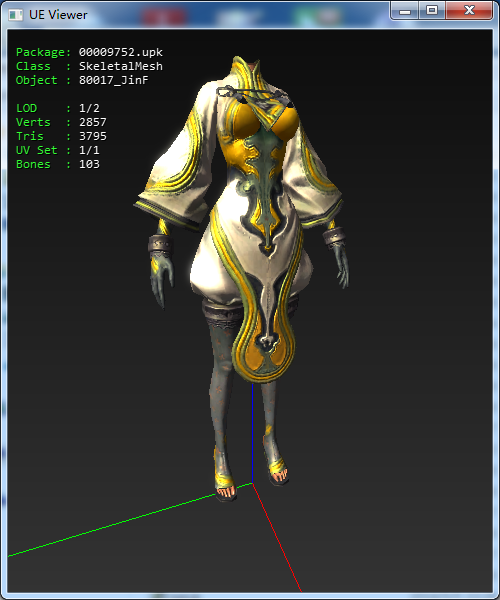 UE Viewer
Package: 00009752.upk
Class : SkeletalMesh
Object : 80017_JinF
LOD : 1/2
Verts : 2857
Tris : 3795
UV Set : 1/1
Bones : 103